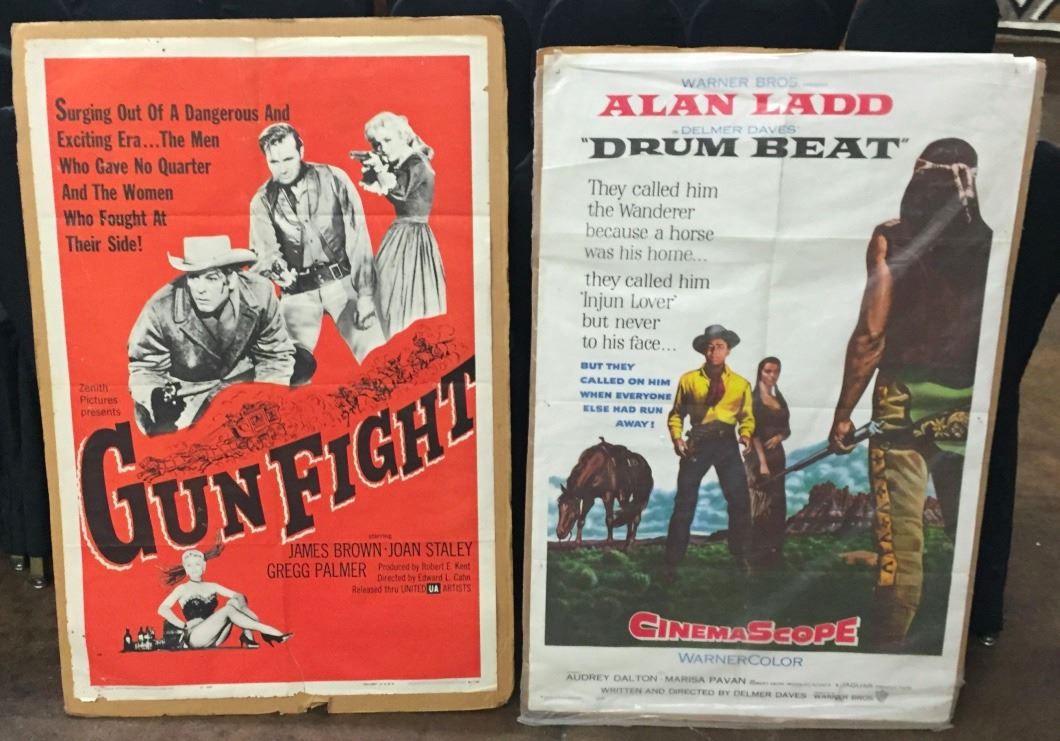 Surging Out Of A Dangerous And
Exciting Era...The Men
Who Gave No Quarter
And The Women
Who Fought At
Their Side!
Zenith
Pictures
presents
GUN FIGHT
starring
JAMES BROWN · JOAN STALEY
GREGG PALMER
Produced by Robert E. Kent
Directed by Edward L. Cahn
Released thru UNITED UA ARTISTS
WARNER BROS. PRESENT
ALAN LADD
IN DELMER DAVES'
"DRUM BEAT"
They called him
the Wanderer
because a horse
was his home...
they called him
'Injun Lover'
but never
to his face...
BUT THEY
CALLED ON HIM
WHEN EVERYONE
ELSE HAD RUN
AWAY!
CINEMASCOPE
WARNERCOLOR
AUDREY DALTON · MARISA PAVAN
WRITTEN AND DIRECTED BY DELMER DAVES
WARNER BROS